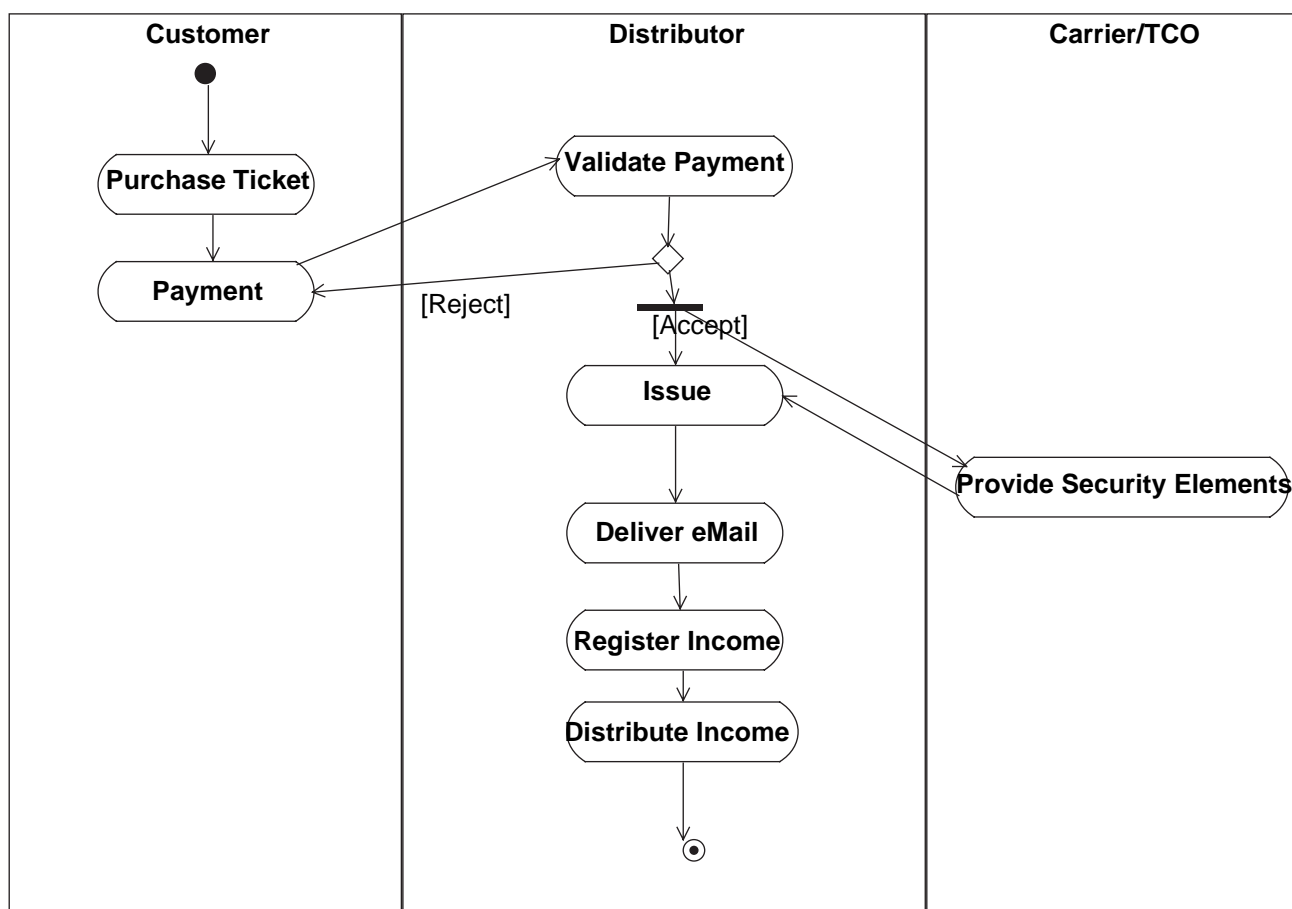 Customer
Distributor
Carrier/TCO
Purchase Ticket
Validate Payment
Payment
[Reject]
[Accept]
Issue
Provide Security Elements
Deliver eMail
Register Income
Distribute Income